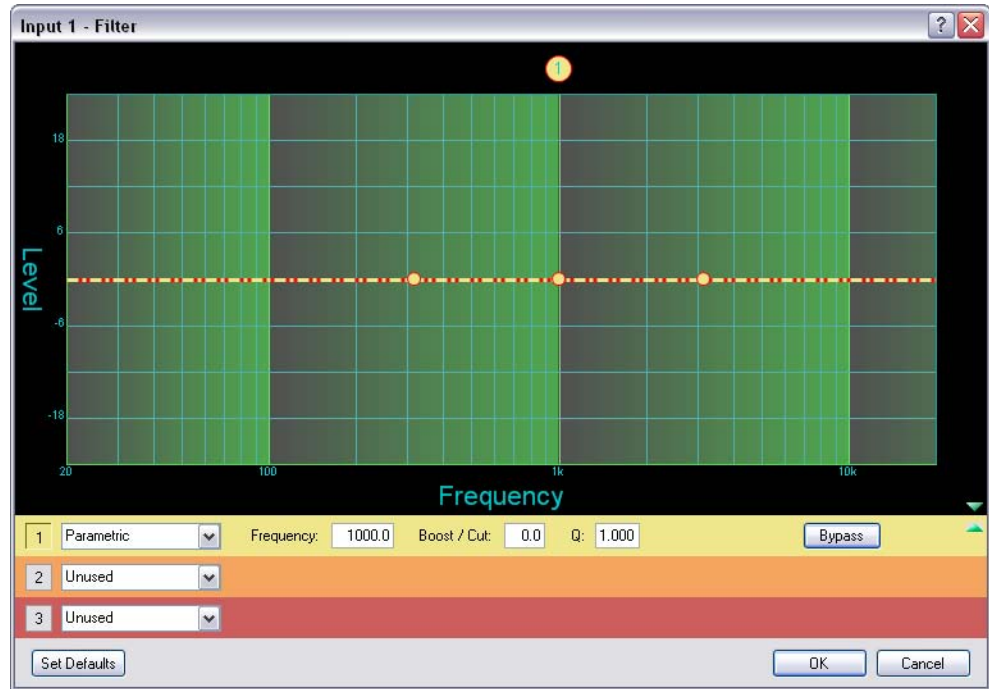 Input 1 - Filter
?
1
18
6
Level
-6
-18
20 100 1k 10k
Frequency
1 Parametric Frequency: 1000.0 Boost / Cut: 0.0 Q: 1.000 Bypass
2 Unused
3 Unused
Set Defaults OK Cancel